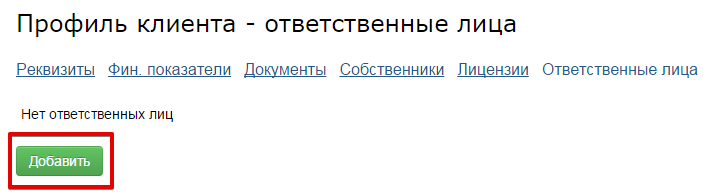 Профиль клиента - ответственные лица
Реквизиты Фин. показатели Документы Собственники Лицензии Ответственные лица
Нет ответственных лиц
Добавить